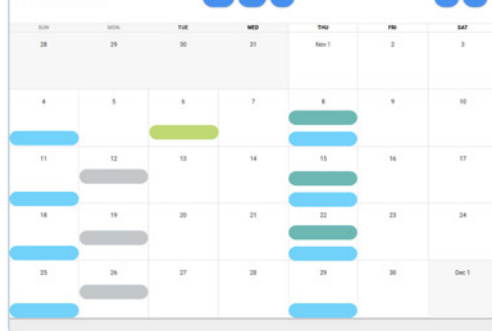 SUN MON TUE WED THU FRI SAT
28 29 30 31 Nov 1 2 3
4 5 6 7 8 9 10
11 12 13 14 15 16 17
18 19 20 21 22 23 24
25 26 27 28 29 30 Dec 1